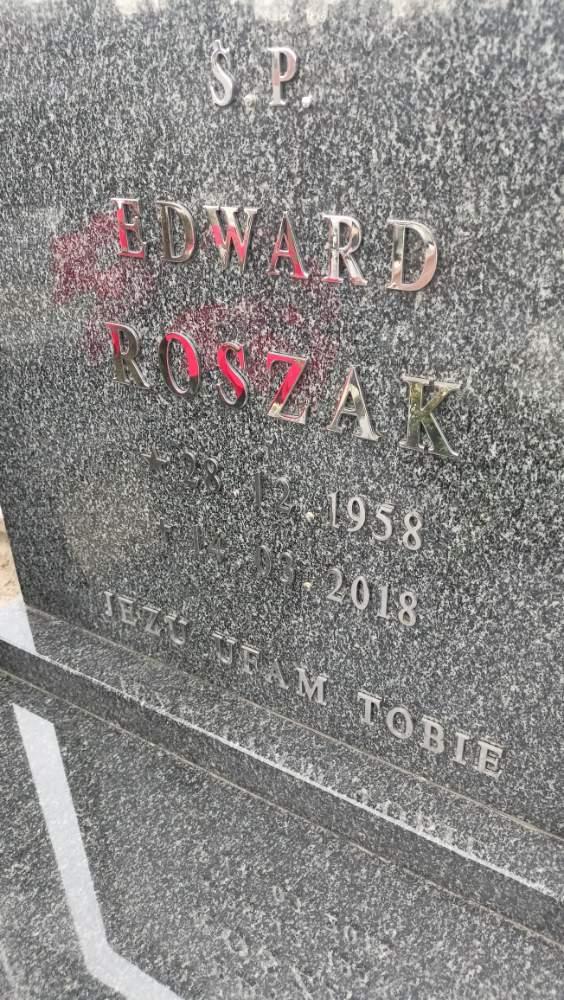 Ś.P.
EDWARD
ROSZAK
* 28.12.1958
† 14.03.2018
JEZU UFAM TOBIE